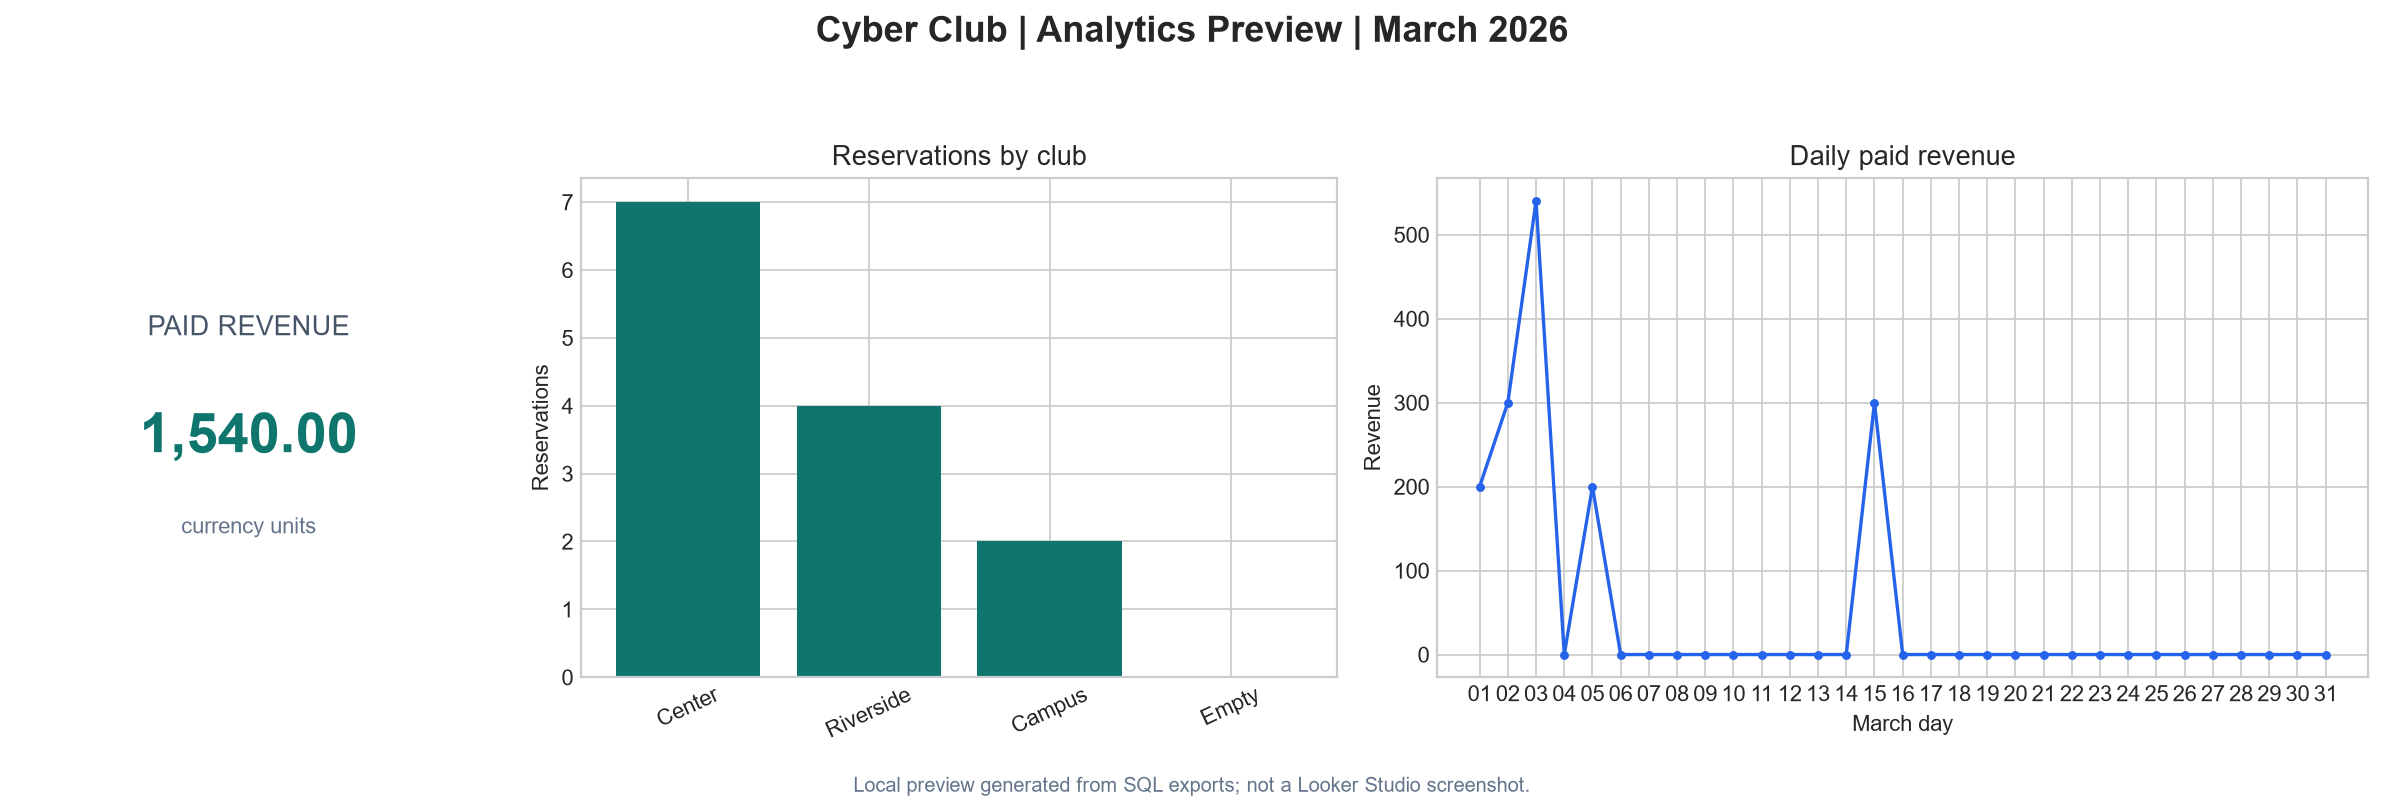 Cyber Club | Analytics Preview | March 2026
PAID REVENUE
1,540.00
currency units
Reservations by club
Reservations
7
6
5
4
3
2
1
0
Center
Riverside
Campus
Empty
Daily paid revenue
Revenue
500
400
300
200
100
0
01 02 03 04 05 06 07 08 09 10 11 12 13 14 15 16 17 18 19 20 21 22 23 24 25 26 27 28 29 30 31
March day
Local preview generated from SQL exports; not a Looker Studio screenshot.